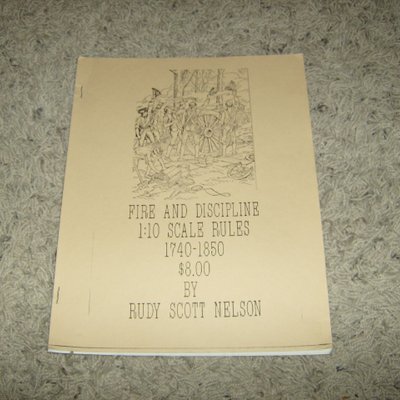 FIRE AND DISCIPLINE
1:10 SCALE RULES
1740-1850
$8.00
BY
RUDY SCOTT NELSON